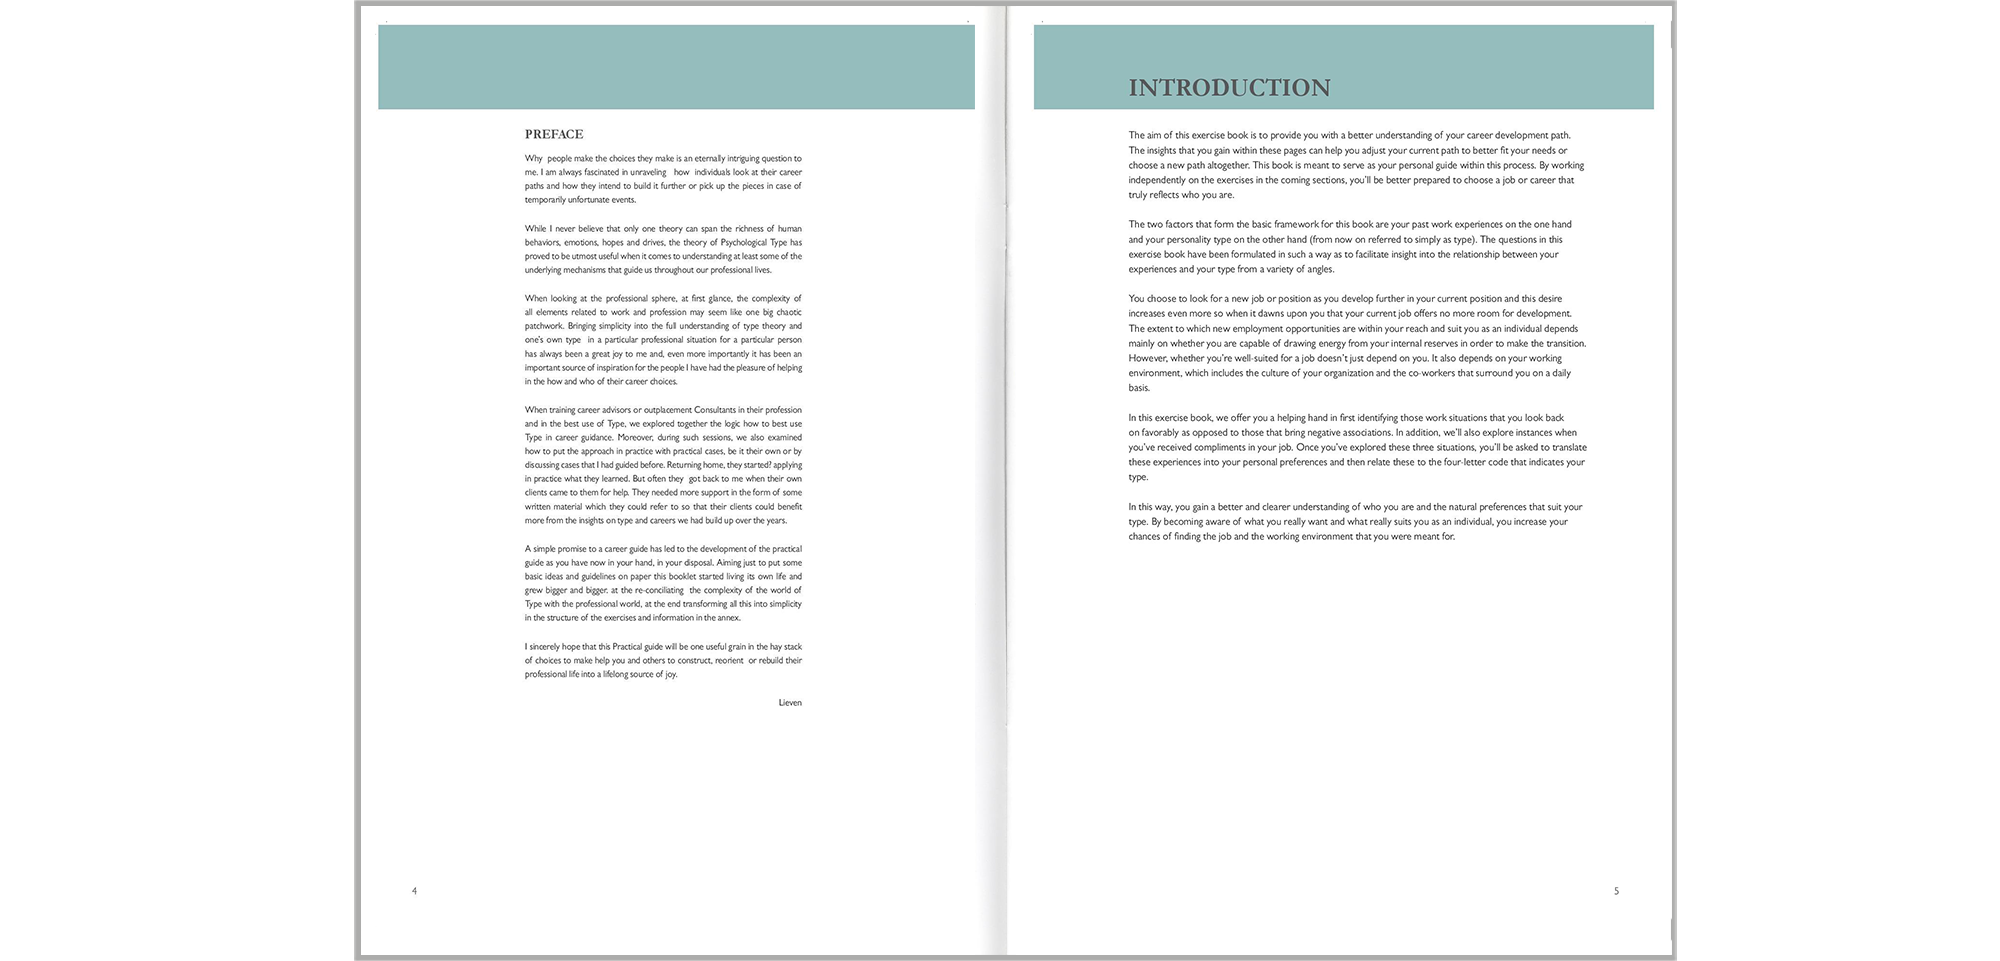 PREFACE
Why people make the choices they make is an eternally intriguing question to
me. I am always fascinated in unraveling how individuals look at their career
paths and how they intend to build it further or pick up the pieces in case of
temporarily unfortunate events.
While I never believe that only one theory can span the richness of human
behaviors, emotions, hopes and drives, the theory of Psychological Type has
proved to be utmost useful when it comes to understanding at least some of the
underlying mechanisms that guide us throughout our professional lives.
When looking at the professional sphere, at first glance, the complexity of
all elements related to work and profession may seem like one big chaotic
patchwork. Bringing simplicity into the full understanding of type theory and
one's own type in a particular professional situation for a particular person
has always been a great joy to me and, even more importantly it has been an
important source of inspiration for the people I have had the pleasure of helping
in the how and who of their career choices.
When training career advisors or outplacement Consultants in their profession
and in the best use of Type, we explored together the logic how to best use
Type in career guidance. Moreover, during such sessions, we also examined
how to put the approach in practice with practical cases, be it their own or by
discussing cases that I had guided before. Returning home, they started? applying
in practice what they learned. But often they got back to me when their own
clients came to them for help. They needed more support in the form of some
written material which they could refer to so that their clients could benefit
more from the insights on type and careers we had build up over the years.
A simple promise to a career guide has led to the development of the practical
guide as you have now in your hand, in your disposal. Aiming just to put some
basic ideas and guidelines on paper this booklet started living its own life and
grew bigger and bigger. at the re-conciliating the complexity of the world of
Type with the professional world, at the end transforming all this into simplicity
in the structure of the exercises and information in the annex.
I sincerely hope that this Practical guide will be one useful grain in the hay stack
of choices to make help you and others to construct, reorient or rebuild their
professional life into a lifelong source of joy.
Lieven
4
INTRODUCTION
The aim of this exercise book is to provide you with a better understanding of your career development path.
The insights that you gain within these pages can help you adjust your current path to better fit your needs or
choose a new path altogether. This book is meant to serve as your personal guide within this process. By working
independently on the exercises in the coming sections, you'll be better prepared to choose a job or career that
truly reflects who you are.
The two factors that form the basic framework for this book are your past work experiences on the one hand
and your personality type on the other hand (from now on referred to simply as type). The questions in this
exercise book have been formulated in such a way as to facilitate insight into the relationship between your
experiences and your type from a variety of angles.
You choose to look for a new job or position as you develop further in your current position and this desire
increases even more so when it dawns upon you that your current job offers no more room for development.
The extent to which new employment opportunities are within your reach and suit you as an individual depends
mainly on whether you are capable of drawing energy from your internal reserves in order to make the transition.
However, whether you're well-suited for a job doesn't just depend on you. It also depends on your working
environment, which includes the culture of your organization and the co-workers that surround you on a daily
basis.
In this exercise book, we offer you a helping hand in first identifying those work situations that you look back
on favorably as opposed to those that bring negative associations. In addition, we'll also explore instances when
you've received compliments in your job. Once you've explored these three situations, you'll be asked to translate
these experiences into your personal preferences and then relate these to the four-letter code that indicates your
type.
In this way, you gain a better and clearer understanding of who you are and the natural preferences that suit your
type. By becoming aware of what you really want and what really suits you as an individual, you increase your
chances of finding the job and the working environment that you were meant for.
5